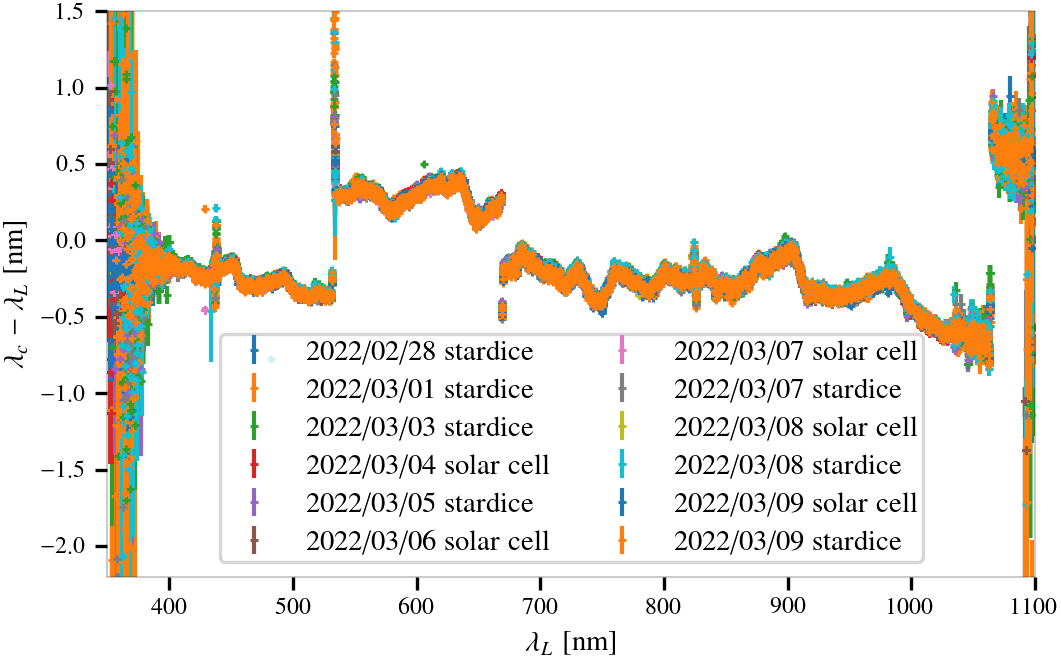 1.5
1.0
0.5
0.0
−0.5
−1.0
−1.5
−2.0
λc − λL [nm]
2022/02/28 stardice
2022/03/01 stardice
2022/03/03 stardice
2022/03/04 solar cell
2022/03/05 stardice
2022/03/06 solar cell
2022/03/07 solar cell
2022/03/07 stardice
2022/03/08 solar cell
2022/03/08 stardice
2022/03/09 solar cell
2022/03/09 stardice
400 500 600 700 800 900 1000 1100
λL [nm]